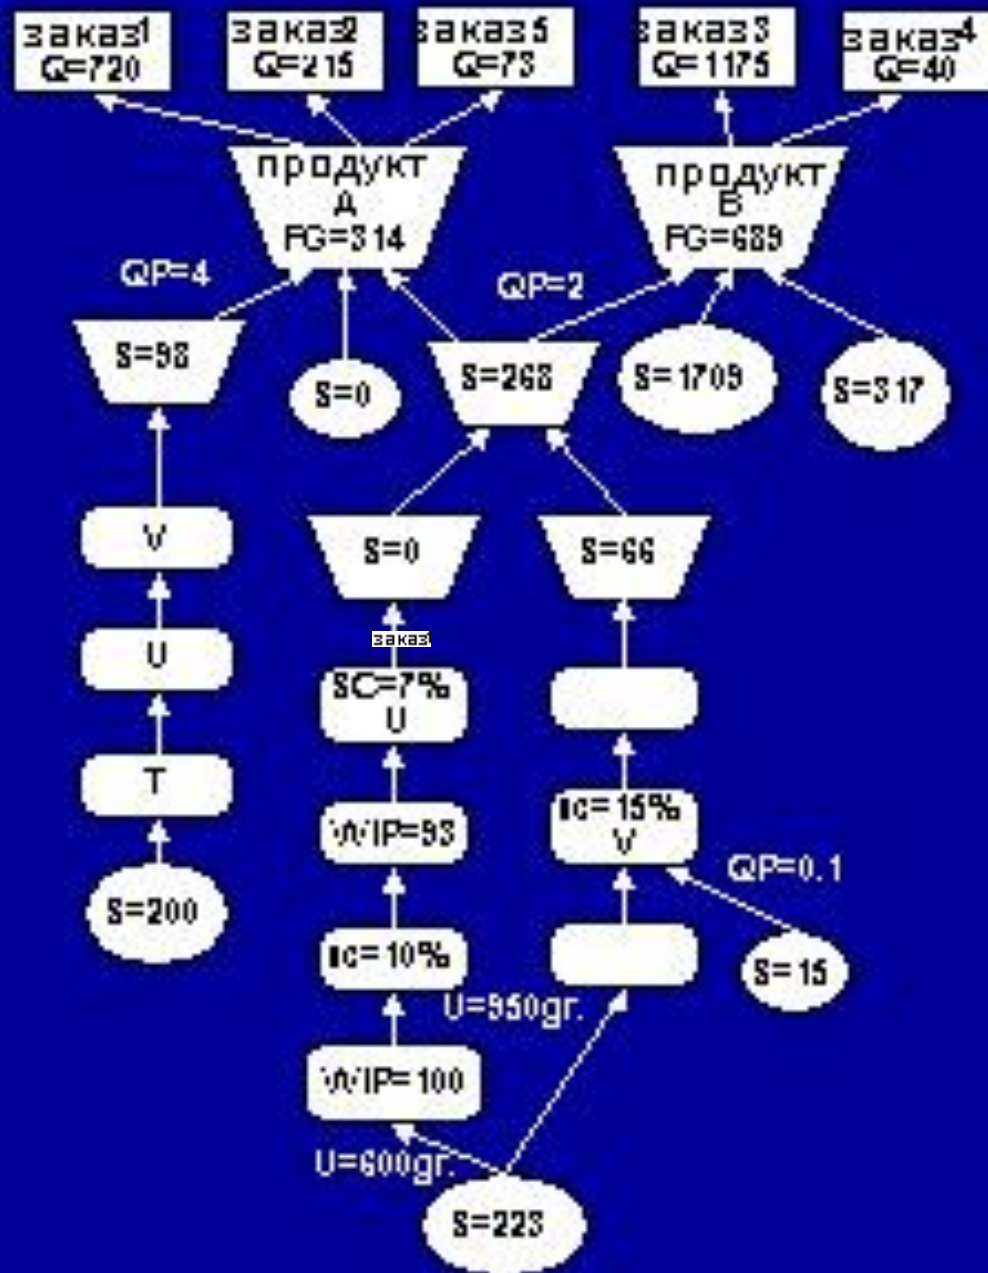 заказ1
Q=720
заказ2
Q=215
заказ5
Q=73
заказ3
Q=1175
заказ4
Q=40
продукт
A
FG=314
продукт
B
FG=689
QP=4
QP=2
S=98
S=0
S=268
S=1709
S=317
V
S=0
S=66
U
заказ
SC=7%
U
T
WIP=93
sc=15%
V
QP=0.1
S=200
sc=10%
S=15
U=950gr.
WIP=100
U=600gr.
S=223